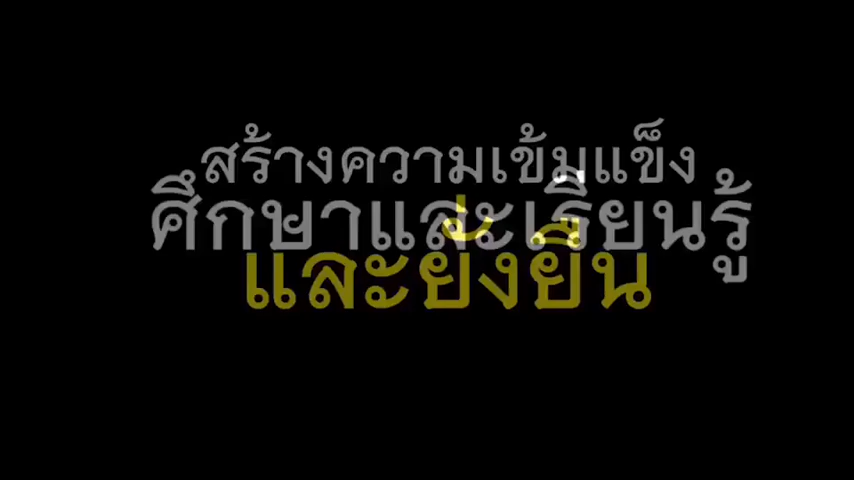 สร้างความเข้มแข็ง
ศึกษาและเรียนรู้
และยั่งยืน